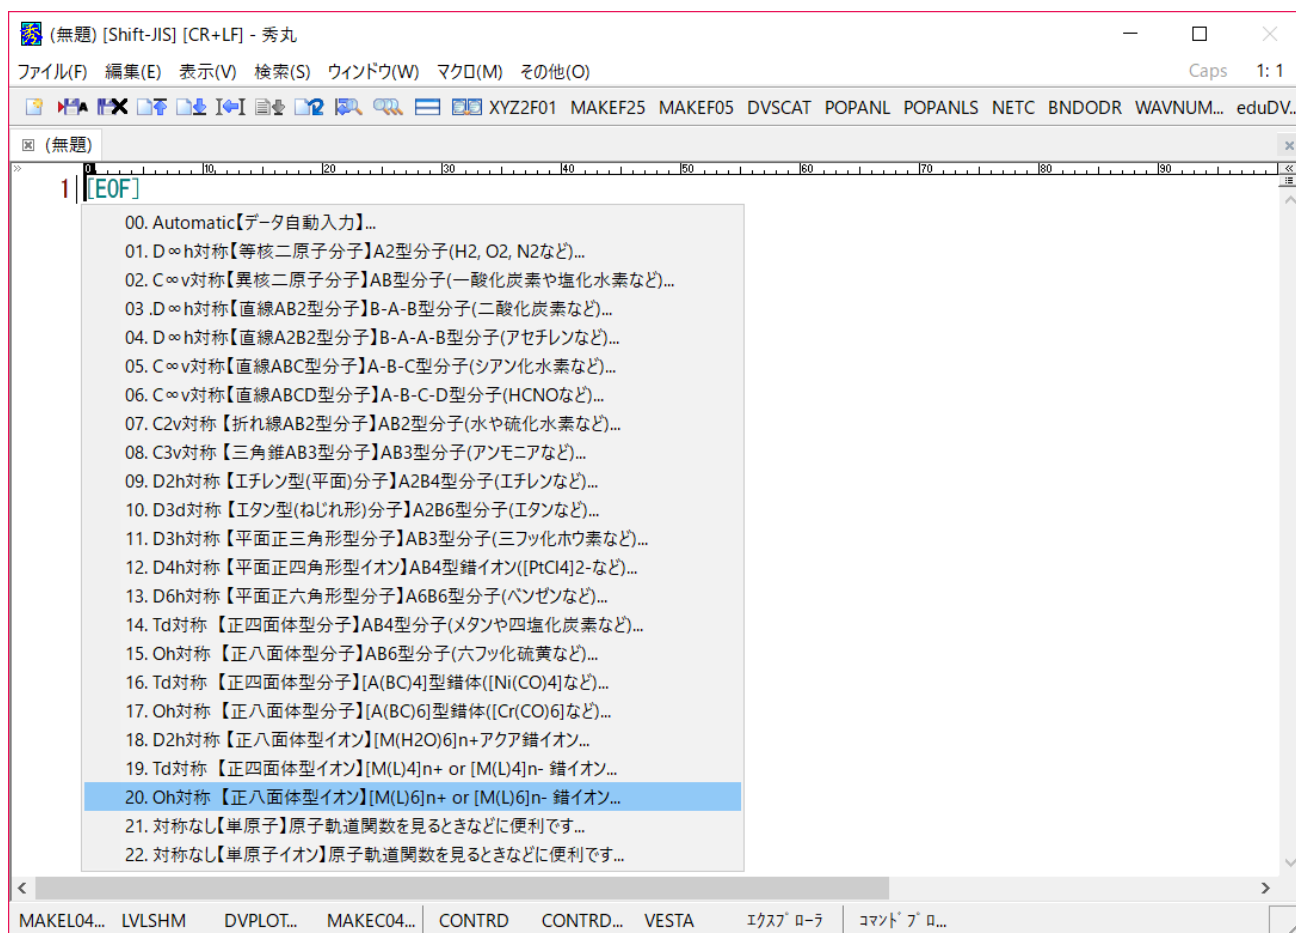 (無題) [Shift-JIS] [CR+LF] - 秀丸
ファイル(F) 編集(E) 表示(V) 検索(S) ウィンドウ(W) マクロ(M) その他(O) Caps 1: 1
XYZ2F01 MAKEF25 MAKEF05 DVSCAT POPANL POPANLS NETC BNDODR WAVNUM... eduDV...
(無題)
0 10 20 30 40 50 60 70 80 90
1 [EOF]
00. Automatic【データ自動入力】...
01. D∞h対称【等核二原子分子】A2型分子(H2, O2, N2など)...
02. C∞v対称【異核二原子分子】AB型分子(一酸化炭素や塩化水素など)...
03 .D∞h対称【直線AB2型分子】B-A-B型分子(二酸化炭素など)...
04. D∞h対称【直線A2B2型分子】B-A-A-B型分子(アセチレンなど)...
05. C∞v対称【直線ABC型分子】A-B-C型分子(シアン化水素など)...
06. C∞v対称【直線ABCD型分子】A-B-C-D型分子(HCNOなど)...
07. C2v対称 【折れ線AB2型分子】AB2型分子(水や硫化水素など)...
08. C3v対称 【三角錐AB3型分子】AB3型分子(アンモニアなど)...
09. D2h対称 【エチレン型(平面)分子】A2B4型分子(エチレンなど)...
10. D3d対称 【エタン型(ねじれ形)分子】A2B6型分子(エタンなど)...
11. D3h対称 【平面正三角形型分子】AB3型分子(三フッ化ホウ素など)...
12. D4h対称 【平面正四角形型イオン】AB4型錯イオン([PtCl4]2-など)...
13. D6h対称 【平面正六角形型分子】A6B6型分子(ベンゼンなど)...
14. Td対称 【正四面体型分子】AB4型分子(メタンや四塩化炭素など)...
15. Oh対称 【正八面体型分子】AB6型分子(六フッ化硫黄など)...
16. Td対称 【正四面体型分子】[A(BC)4]型錯体([Ni(CO)4]など)...
17. Oh対称 【正八面体型分子】[A(BC)6]型錯体([Cr(CO)6]など)...
18. D2h対称 【正八面体型イオン】[M(H2O)6]n+アクア錯イオン...
19. Td対称 【正四面体型イオン】[M(L)4]n+ or [M(L)4]n- 錯イオン...
20. Oh対称 【正八面体型イオン】[M(L)6]n+ or [M(L)6]n- 錯イオン...
21. 対称なし【単原子】原子軌道関数を見るときなどに便利です...
22. 対称なし【単原子イオン】原子軌道関数を見るときなどに便利です...
MAKEL04... LVLSHM DVPLOT... MAKEC04... CONTRD CONTRD... VESTA ｴｸｽﾌﾟﾛｰﾗ ｺﾏﾝﾄﾞﾌﾟﾛ...